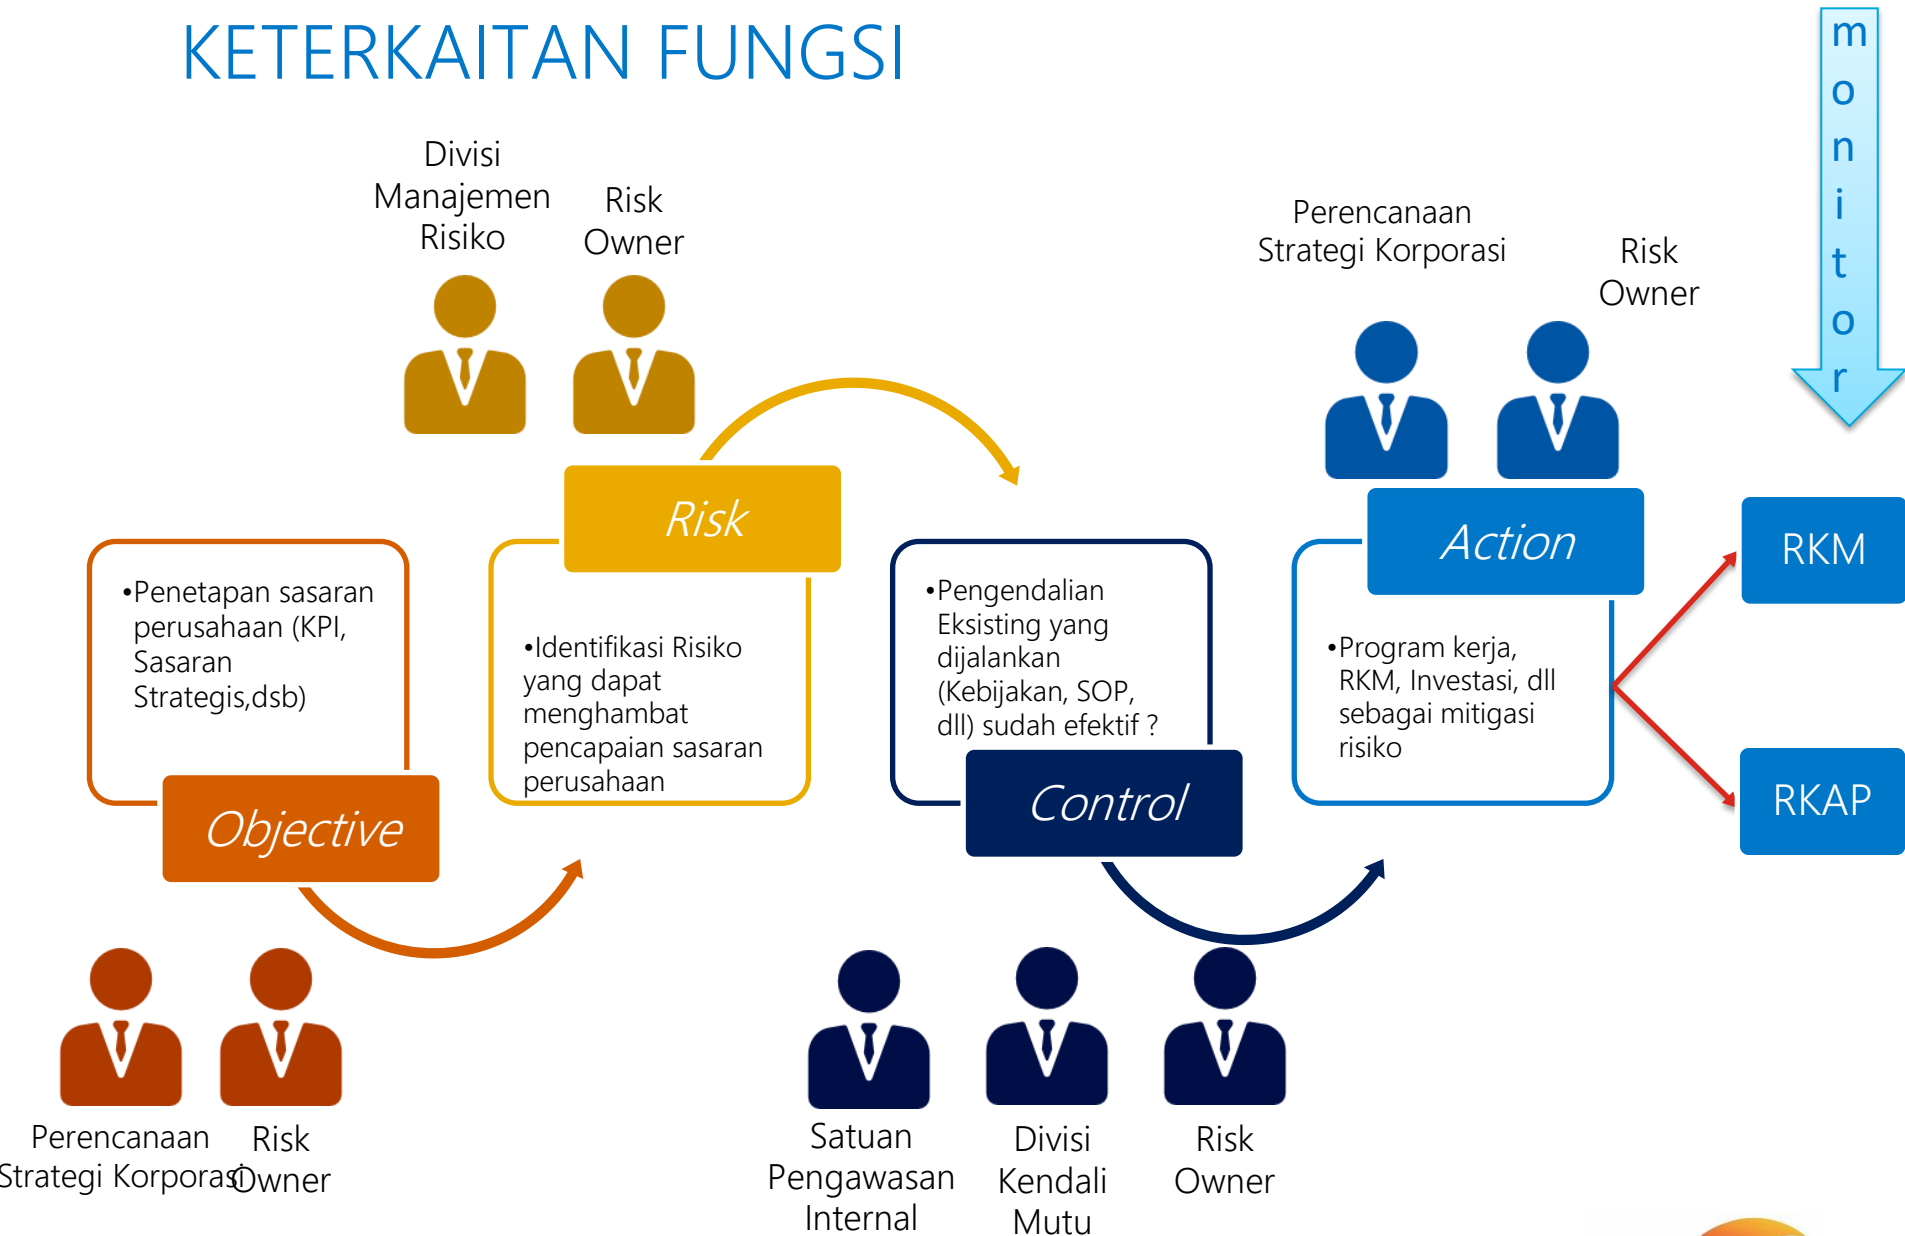 KETERKAITAN FUNGSI
m
o
n
i
t
o
r
Divisi
Manajemen
Risiko
Risk
Owner
Perencanaan
Strategi Korporasi
Risk
Owner
•Penetapan sasaran
perusahaan (KPI,
Sasaran
Strategis,dsb)
Objective
Risk
•Identifikasi Risiko
yang dapat
menghambat
pencapaian sasaran
perusahaan
•Pengendalian
Eksisting yang
dijalankan
(Kebijakan, SOP,
dll) sudah efektif ?
Control
Action
•Program kerja,
RKM, Investasi, dll
sebagai mitigasi
risiko
RKM
RKAP
Perencanaan
Strategi Korporasi
Risk
Owner
Satuan
Pengawasan
Internal
Divisi
Kendali
Mutu
Risk
Owner